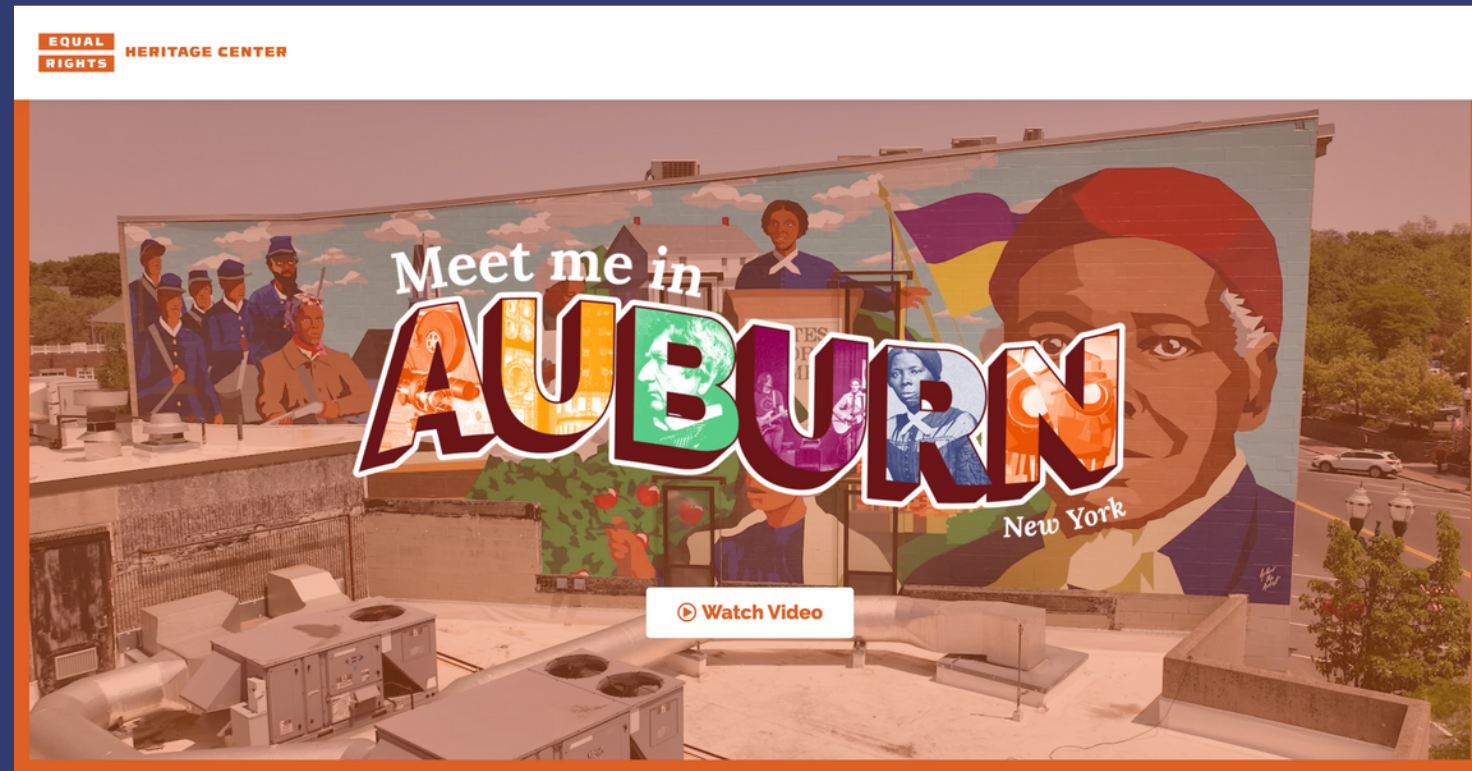 EQUAL
RIGHTS
HERITAGE CENTER
Meet me in
AUBURN
New York
Watch Video